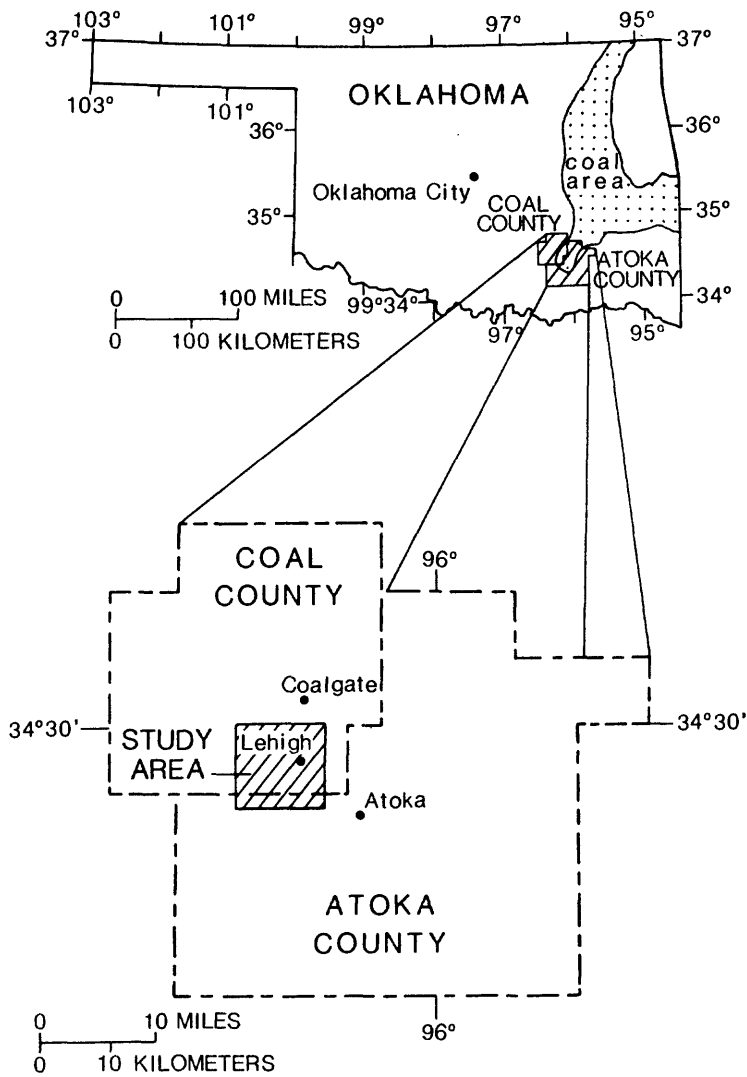 103° 101° 99° 97° 95°
37° 37°
103° 101°
OKLAHOMA
36° 36°
coal
area
Oklahoma City
35° 35°
COAL
COUNTY
ATOKA
COUNTY
0 100 MILES
0 100 KILOMETERS
99° 34° 34°
97° 95°
COAL
COUNTY
96°
Coalgate
34°30' 34°30'
STUDY
AREA
Lehigh
Atoka
ATOKA
COUNTY
0 10 MILES
0 10 KILOMETERS
96°